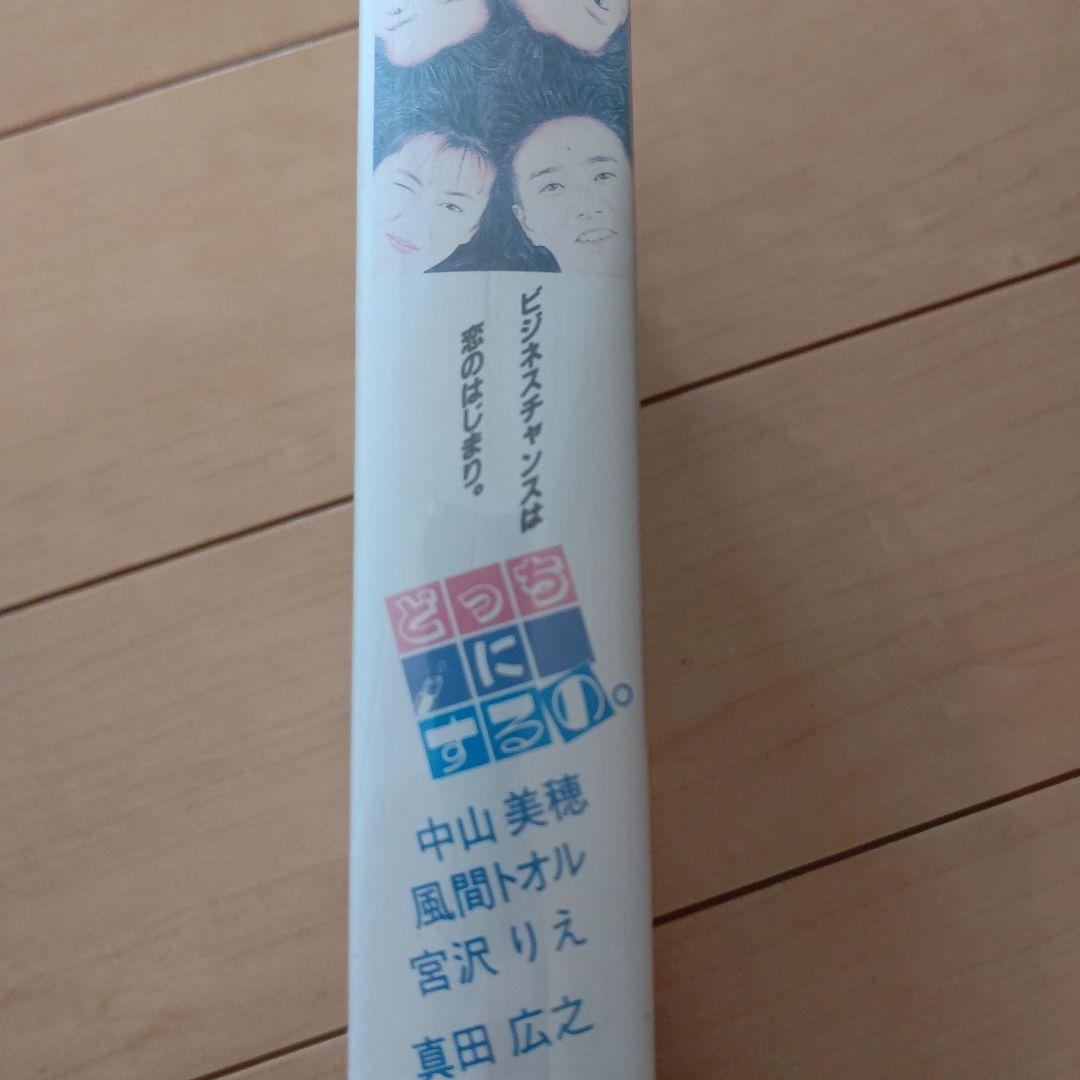 ビジネスチャンスは
恋のはじまり。
どっち
に
するの。
中山 美穂
風間トオル
宮沢 りえ
真田 広之